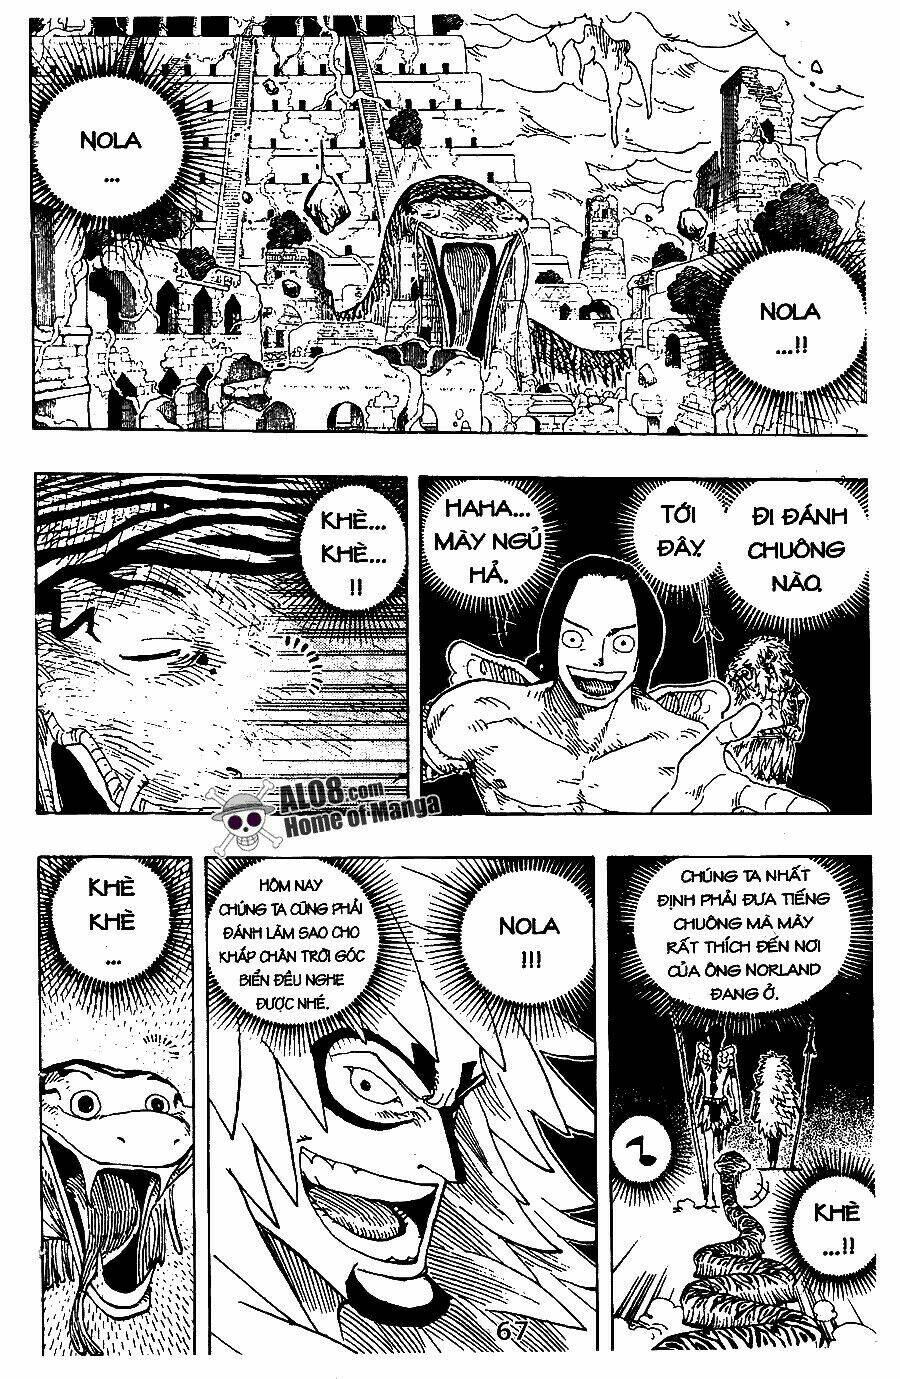 NOLA
...
NOLA
...!!
KHÈ...
KHÈ...
!!
HAHA...
MÀY NGỦ
HẢ.
TỚI
ĐÂY.
ĐI ĐÁNH
CHUÔNG
NÀO.
AL08.com
Home of Manga
KHÈ
KHÈ
...
HÔM NAY
CHÚNG TA CŨNG PHẢI
ĐÁNH LÀM SAO CHO
KHẮP CHÂN TRỜI GÓC
BIỂN ĐỀU NGHE
ĐƯỢC NHÉ.
NOLA
!!!
CHÚNG TA NHẤT
ĐỊNH PHẢI ĐƯA TIẾNG
CHUÔNG MÀ MÀY
RẤT THÍCH ĐẾN NƠI
CỦA ÔNG NORLAND
ĐANG Ở.
KHÈ
...!!
67